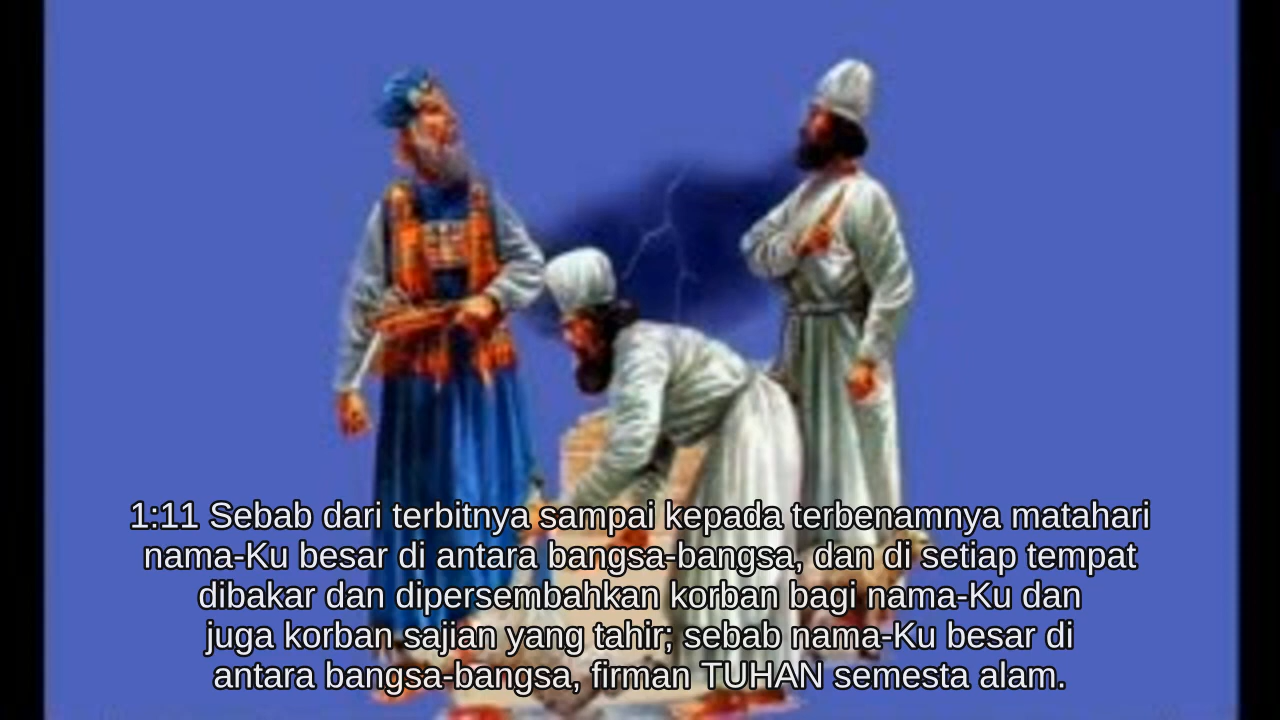 1:11 Sebab dari terbitnya sampai kepada terbenamnya matahari
nama-Ku besar di antara bangsa-bangsa, dan di setiap tempat
dibakar dan dipersembahkan korban bagi nama-Ku dan
juga korban sajian yang tahir; sebab nama-Ku besar di
antara bangsa-bangsa, firman TUHAN semesta alam.